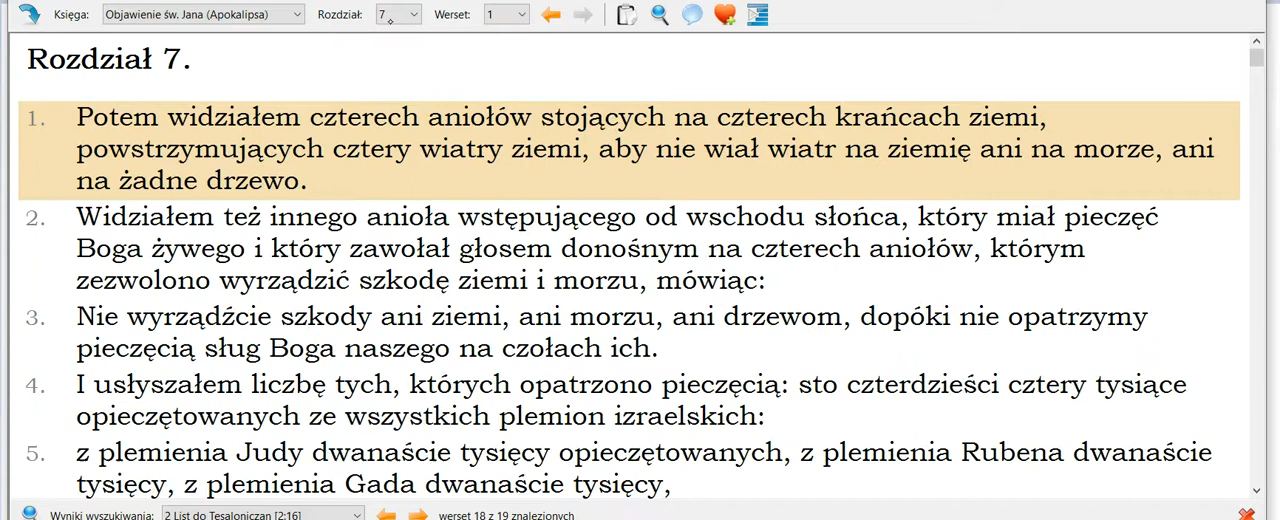 Księga: Objawienie św. Jana (Apokalipsa) Rozdział: 7 Werset: 1
Rozdział 7.
1. Potem widziałem czterech aniołów stojących na czterech krańcach ziemi,
powstrzymujących cztery wiatry ziemi, aby nie wiał wiatr na ziemię ani na morze, ani
na żadne drzewo.
2. Widziałem też innego anioła wstępującego od wschodu słońca, który miał pieczęć
Boga żywego i który zawołał głosem donośnym na czterech aniołów, którym
zezwolono wyrządzić szkodę ziemi i morzu, mówiąc:
3. Nie wyrządźcie szkody ani ziemi, ani morzu, ani drzewom, dopóki nie opatrzymy
pieczęcią sług Boga naszego na czołach ich.
4. I usłyszałem liczbę tych, których opatrzono pieczęcią: sto czterdzieści cztery tysiące
opieczętowanych ze wszystkich plemion izraelskich:
5. z plemienia Judy dwanaście tysięcy opieczętowanych, z plemienia Rubena dwanaście
tysięcy, z plemienia Gada dwanaście tysięcy,
Wyniki wyszukiwania: 2 List do Tesaloniczan [2:16] werset 18 z 19 znalezionych